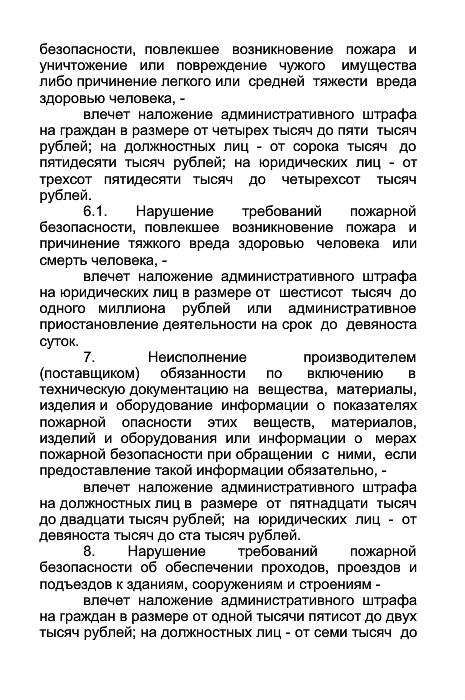 безопасности, повлекшее возникновение пожара и
уничтожение или повреждение чужого имущества
либо причинение легкого или средней тяжести вреда
здоровью человека, -
влечет наложение административного штрафа
на граждан в размере от четырех тысяч до пяти тысяч
рублей; на должностных лиц - от сорока тысяч до
пятидесяти тысяч рублей; на юридических лиц - от
трехсот пятидесяти тысяч до четырехсот тысяч
рублей.
6.1. Нарушение требований пожарной
безопасности, повлекшее возникновение пожара и
причинение тяжкого вреда здоровью человека или
смерть человека, -
влечет наложение административного штрафа
на юридических лиц в размере от шестисот тысяч до
одного миллиона рублей или административное
приостановление деятельности на срок до девяноста
суток.
7. Неисполнение производителем
(поставщиком) обязанности по включению в
техническую документацию на вещества, материалы,
изделия и оборудование информации о показателях
пожарной опасности этих веществ, материалов,
изделий и оборудования или информации о мерах
пожарной безопасности при обращении с ними, если
предоставление такой информации обязательно, -
влечет наложение административного штрафа
на должностных лиц в размере от пятнадцати тысяч
до двадцати тысяч рублей; на юридических лиц - от
девяноста тысяч до ста тысяч рублей.
8. Нарушение требований пожарной
безопасности об обеспечении проходов, проездов и
подъездов к зданиям, сооружениям и строениям -
влечет наложение административного штрафа
на граждан в размере от одной тысячи пятисот до двух
тысяч рублей; на должностных лиц - от семи тысяч до